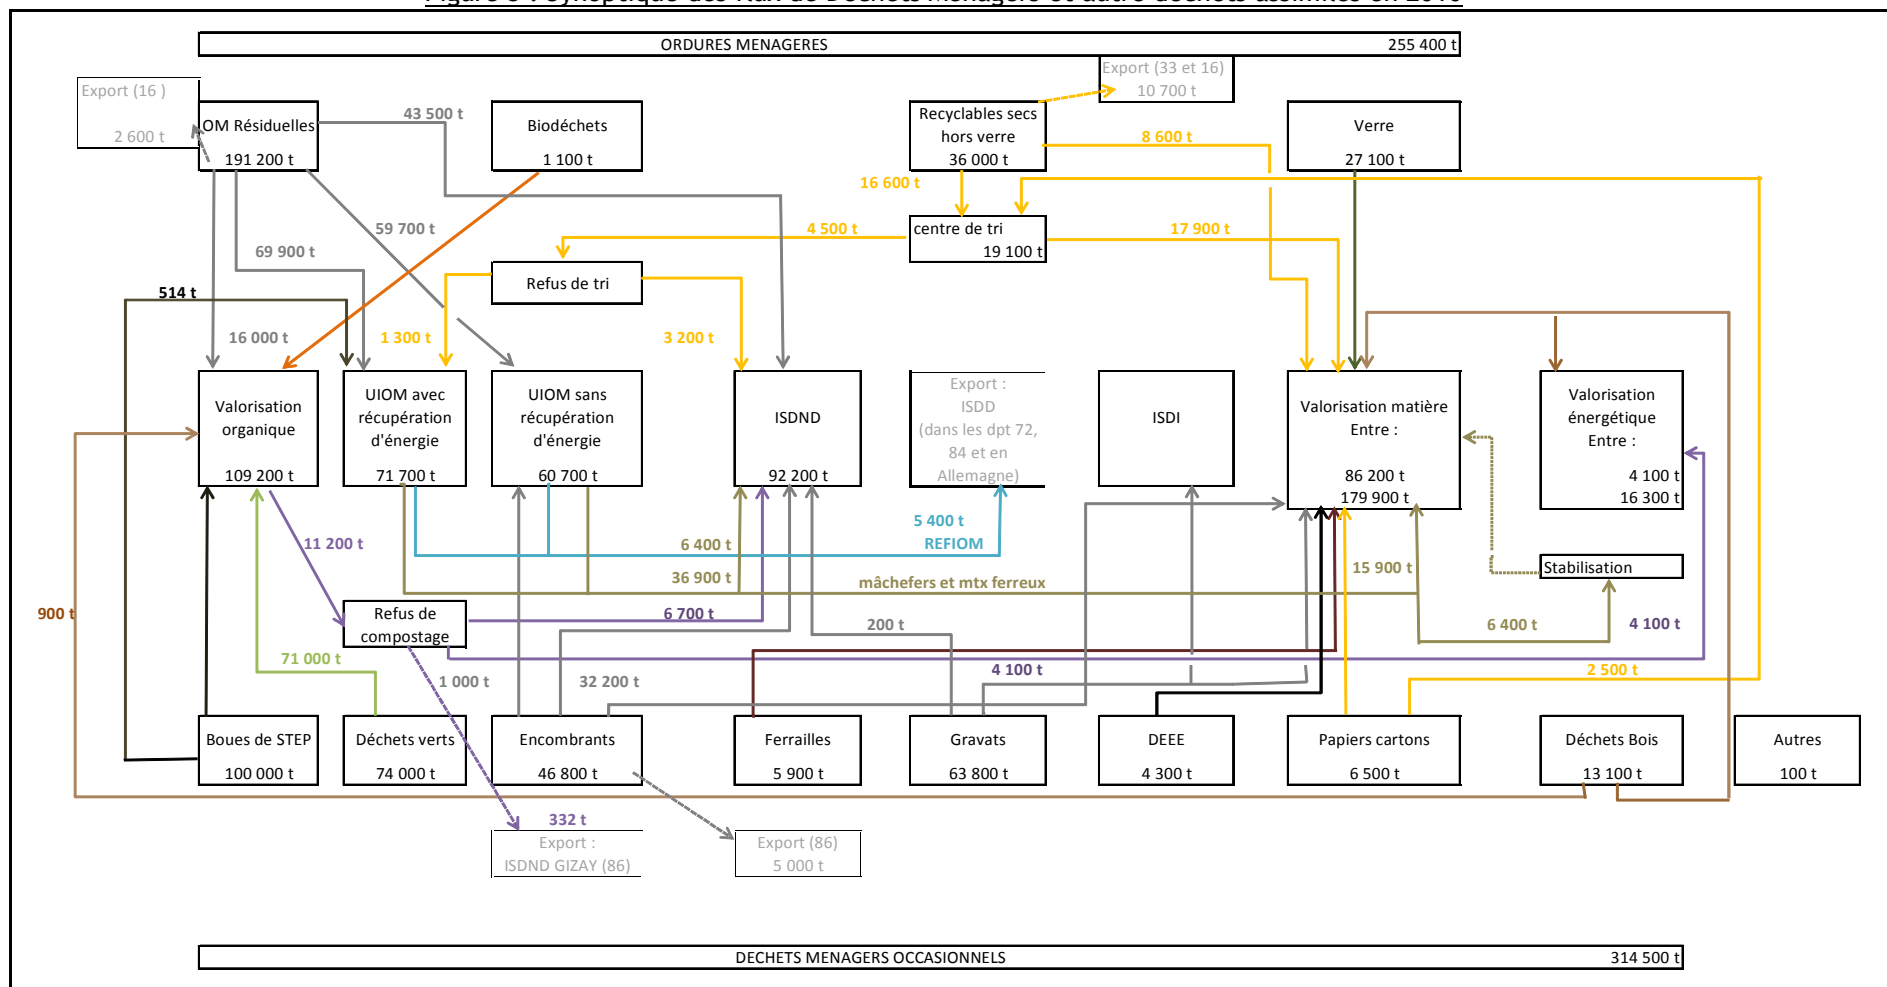 ORDURES MENAGERES 255 400 t
Export (33 et 16)
10 700 t
Export (16 )
2 600 t
OM Résiduelles
191 200 t
43 500 t
Biodéchets
1 100 t
Recyclables secs
hors verre
36 000 t
8 600 t
Verre
27 100 t
16 600 t
59 700 t
69 900 t
4 500 t
centre de tri
19 100 t
17 900 t
Refus de tri
514 t
16 000 t
1 300 t
3 200 t
Valorisation
organique
109 200 t
UIOM avec
récupération
d'énergie
71 700 t
UIOM sans
récupération
d'énergie
60 700 t
ISDND
92 200 t
Export :
ISDD
(dans les dpt 72,
84 et en
Allemagne)
ISDI
Valorisation matière
Entre :
86 200 t
179 900 t
Valorisation
énergétique
Entre :
4 100 t
16 300 t
11 200 t
6 400 t
5 400 t
REFIOM
36 900 t
mâchefers et mtx ferreux
15 900 t
Stabilisation
900 t
Refus de
compostage
6 700 t
200 t
6 400 t
4 100 t
71 000 t
1 000 t
32 200 t
4 100 t
2 500 t
Boues de STEP
100 000 t
Déchets verts
74 000 t
Encombrants
46 800 t
Ferrailles
5 900 t
Gravats
63 800 t
DEEE
4 300 t
Papiers cartons
6 500 t
Déchets Bois
13 100 t
Autres
100 t
332 t
Export :
ISDND GIZAY (86)
Export (86)
5 000 t
DECHETS MENAGERS OCCASIONNELS 314 500 t